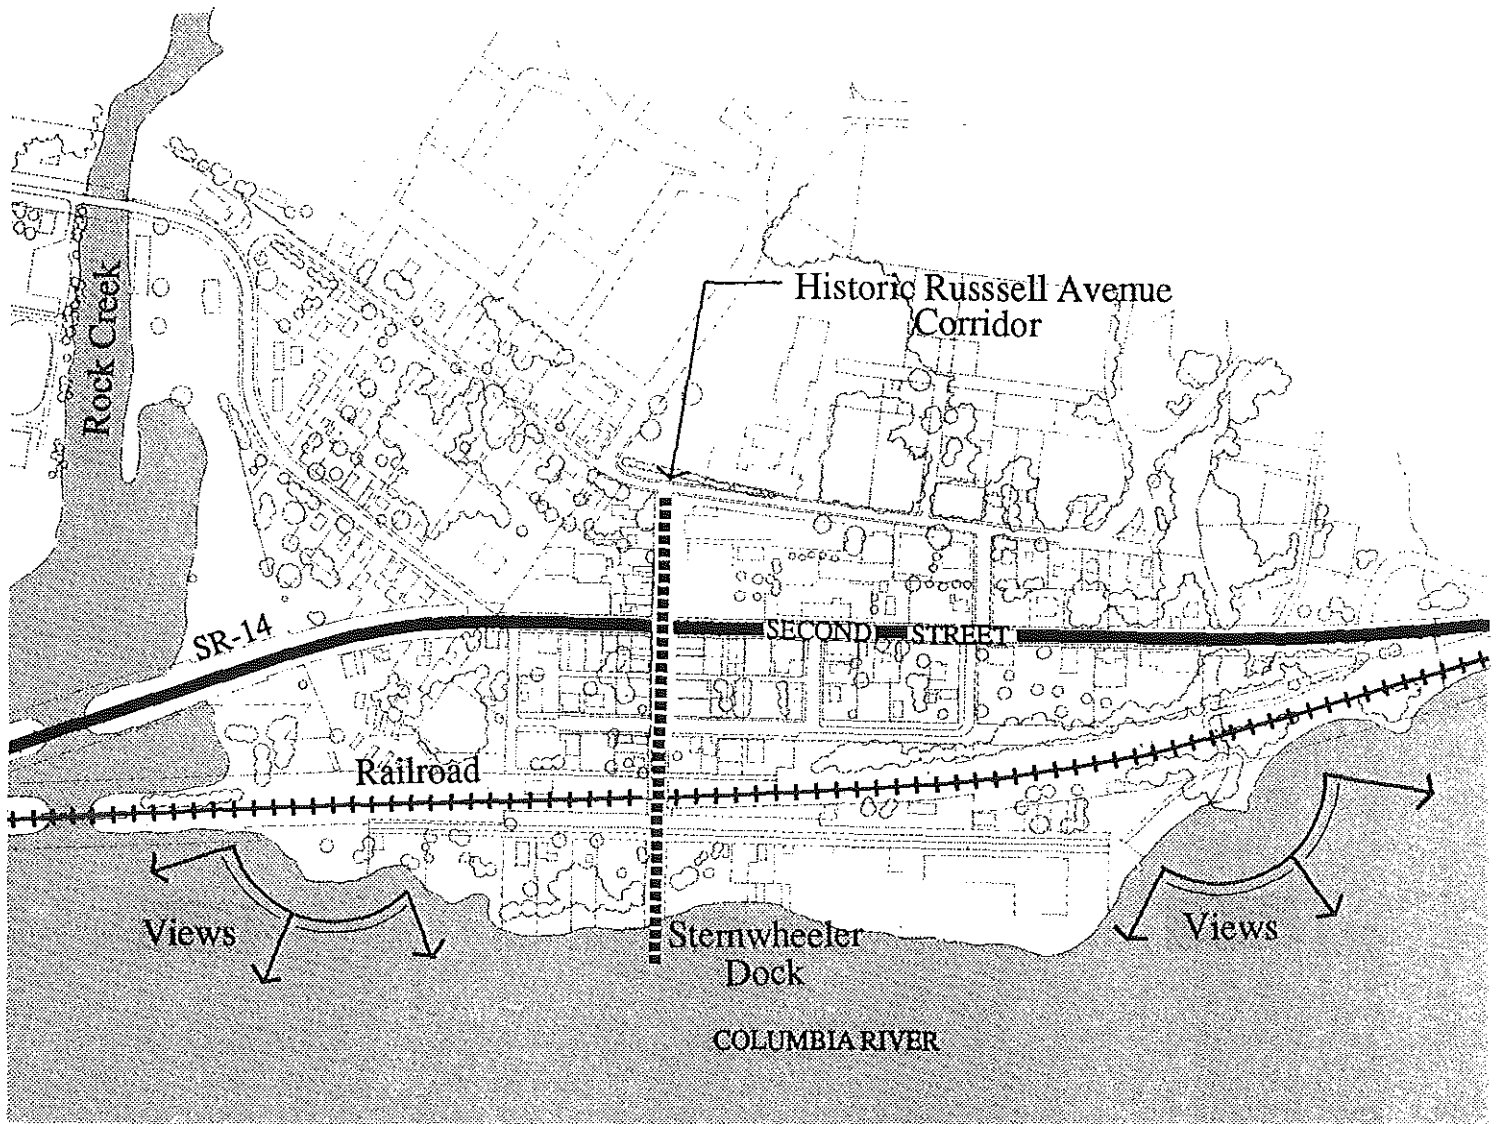 Historic Russsell Avenue
Corridor
Rock Creek
SR-14
SECOND STREET
Railroad
Views
Sternwheeler
Dock
Views
COLUMBIA RIVER